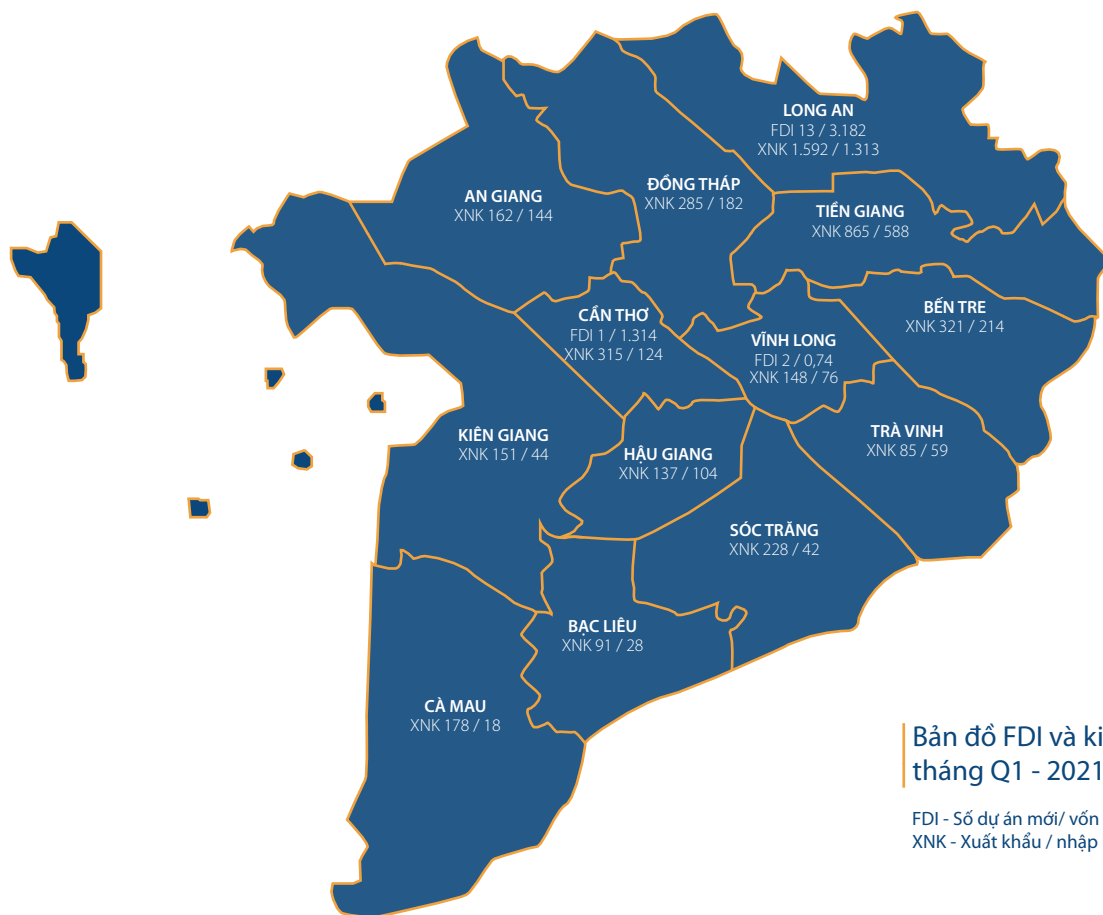 LONG AN
FDI 13 / 3.182
XNK 1.592 / 1.313
ĐỒNG THÁP
XNK 285 / 182
AN GIANG
XNK 162 / 144
TIỀN GIANG
XNK 865 / 588
BẾN TRE
XNK 321 / 214
CẦN THƠ
FDI 1 / 1.314
XNK 315 / 124
VĨNH LONG
FDI 2 / 0,74
XNK 148 / 76
TRÀ VINH
XNK 85 / 59
KIÊN GIANG
XNK 151 / 44
HẬU GIANG
XNK 137 / 104
SÓC TRĂNG
XNK 228 / 42
BẠC LIÊU
XNK 91 / 28
CÀ MAU
XNK 178 / 18
Bản đồ FDI và ki
tháng Q1 - 2021
FDI - Số dự án mới/ vốn
XNK - Xuất khẩu / nhập